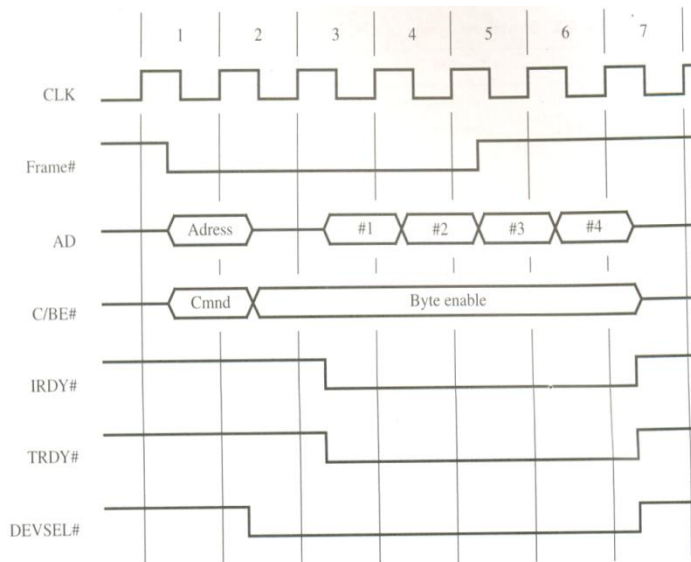 1 2 3 4 5 6 7
CLK
Frame#
AD Adress #1 #2 #3 #4
C/BE# Cmnd Byte enable
IRDY#
TRDY#
DEVSEL#